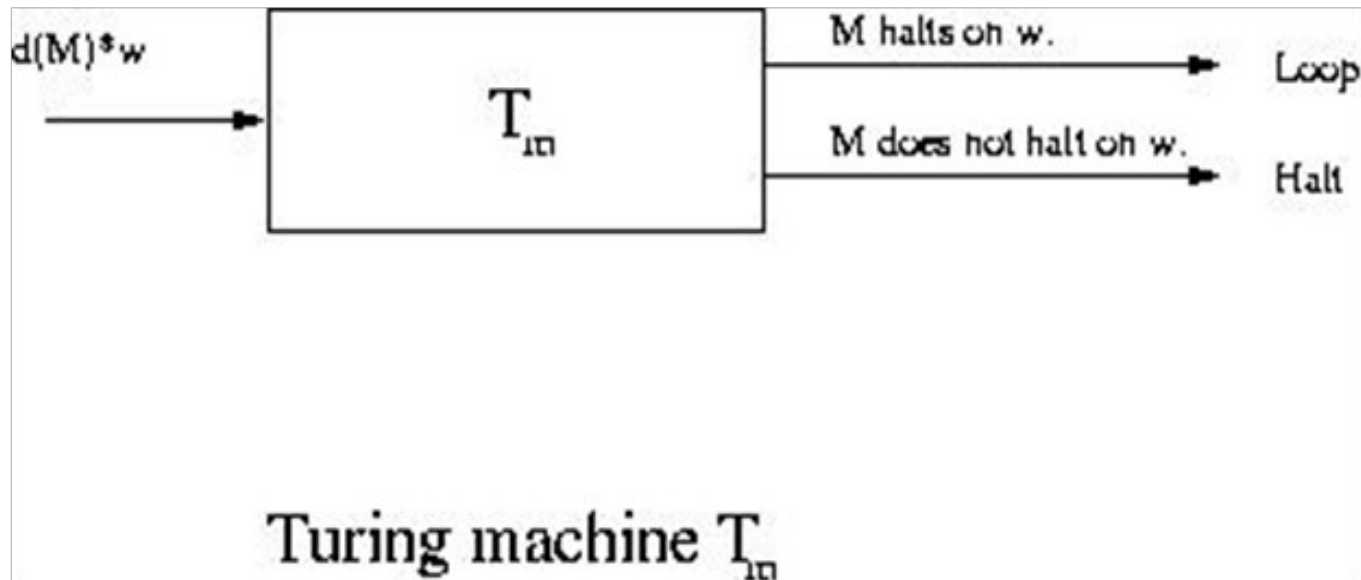 d(M)*w
M halts on w.
Loop
T_m
M does not halt on w.
Halt
Turing machine T_m